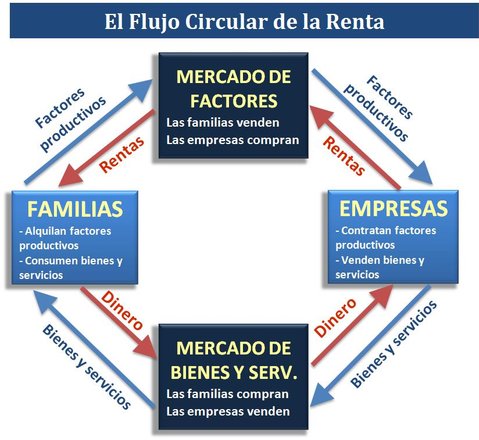 El Flujo Circular de la Renta
MERCADO DE
FACTORES
Las familias venden
Las empresas compran
Factores
productivos
Rentas
Factores
productivos
Rentas
FAMILIAS
- Alquilan factores
productivos
- Consumen bienes y
servicios
EMPRESAS
- Contratan factores
productivos
- Venden bienes y
servicios
Dinero
Bienes y servicios
Dinero
Bienes y servicios
MERCADO DE
BIENES Y SERV.
Las familias compran
Las empresas venden